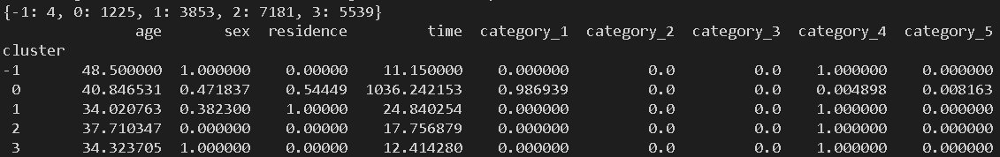 {-1: 4, 0: 1225, 1: 3853, 2: 7181, 3: 5539}
age sex residence time category_1 category_2 category_3 category_4 category_5
cluster
-1 48.500000 1.000000 0.00000 11.150000 0.000000 0.0 0.0 1.000000 0.000000
0 40.846531 0.471837 0.54449 1036.242153 0.986939 0.0 0.0 0.004898 0.008163
1 34.020763 0.382300 1.00000 24.840254 0.000000 0.0 0.0 1.000000 0.000000
2 37.710347 0.000000 0.00000 17.756879 0.000000 0.0 0.0 1.000000 0.000000
3 34.323705 1.000000 0.00000 12.414280 0.000000 0.0 0.0 1.000000 0.000000